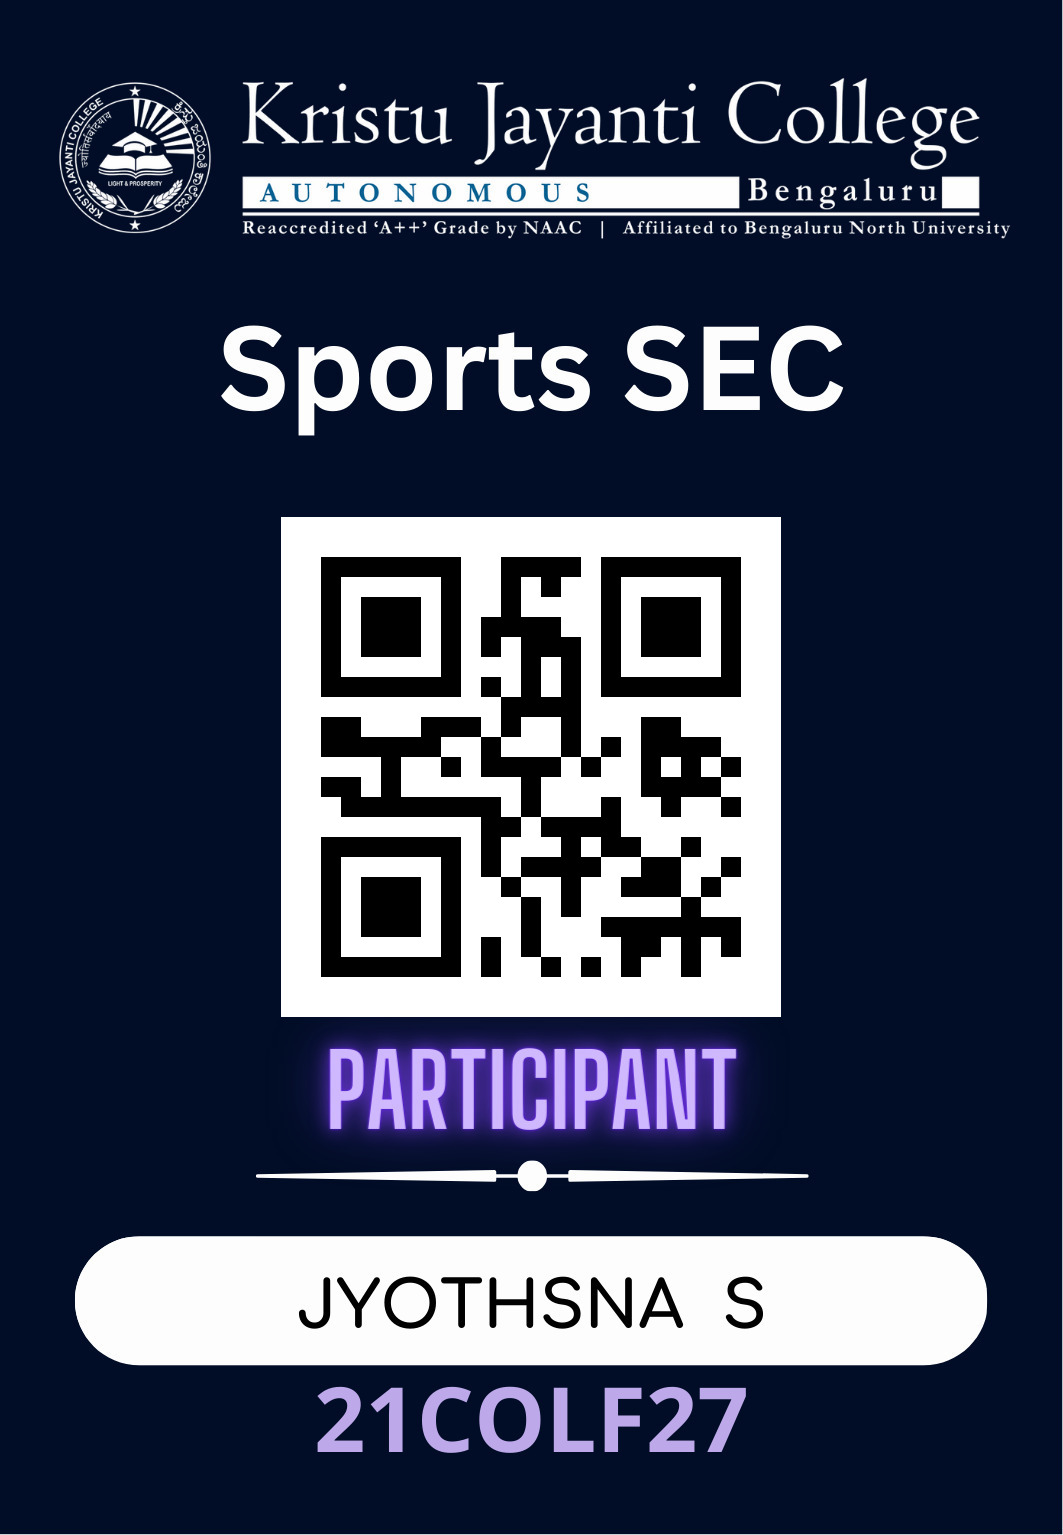 Kristu Jayanti College
AUTONOMOUS Bengaluru
Reaccredited ‘A++’ Grade by NAAC | Affiliated to Bengaluru North University
KRISTU JAYANTI COLLEGE
LIGHT & PROSPERITY
Sports SEC
PARTICIPANT
JYOTHSNA S
21COLF27